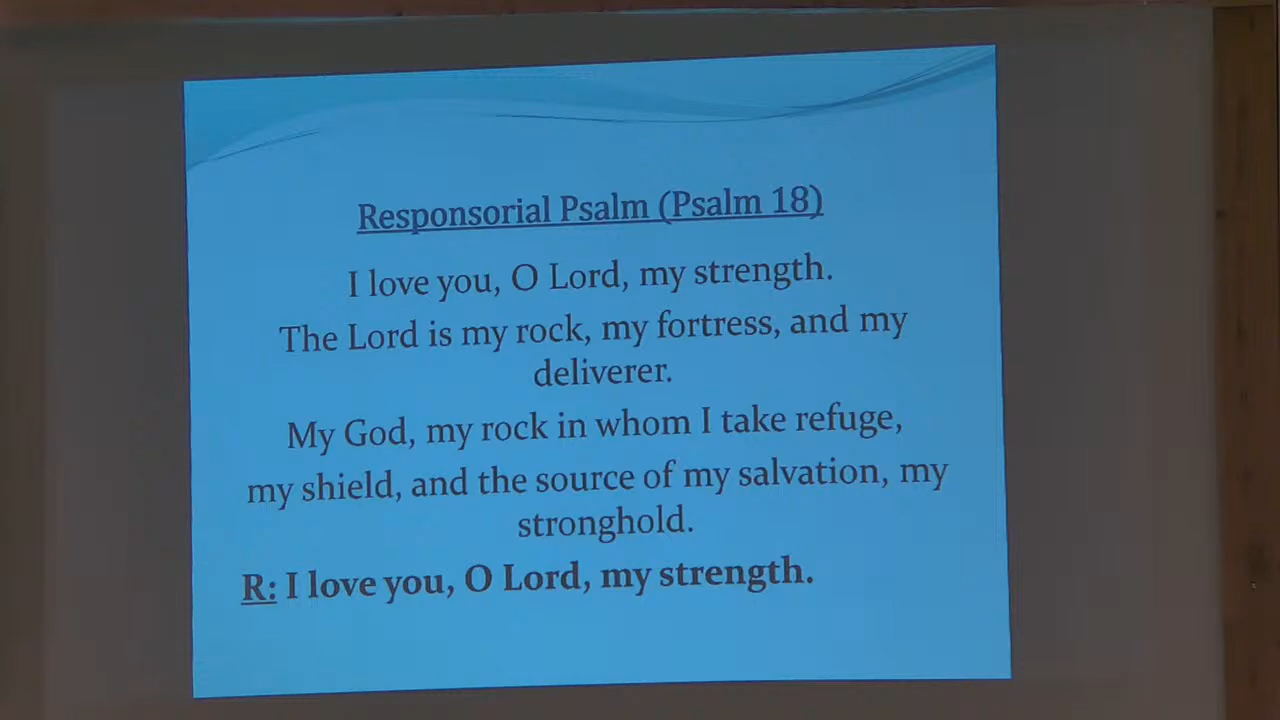 Responsorial Psalm (Psalm 18)
I love you, O Lord, my strength.
The Lord is my rock, my fortress, and my
deliverer.
My God, my rock in whom I take refuge,
my shield, and the source of my salvation, my
stronghold.
R: I love you, O Lord, my strength.